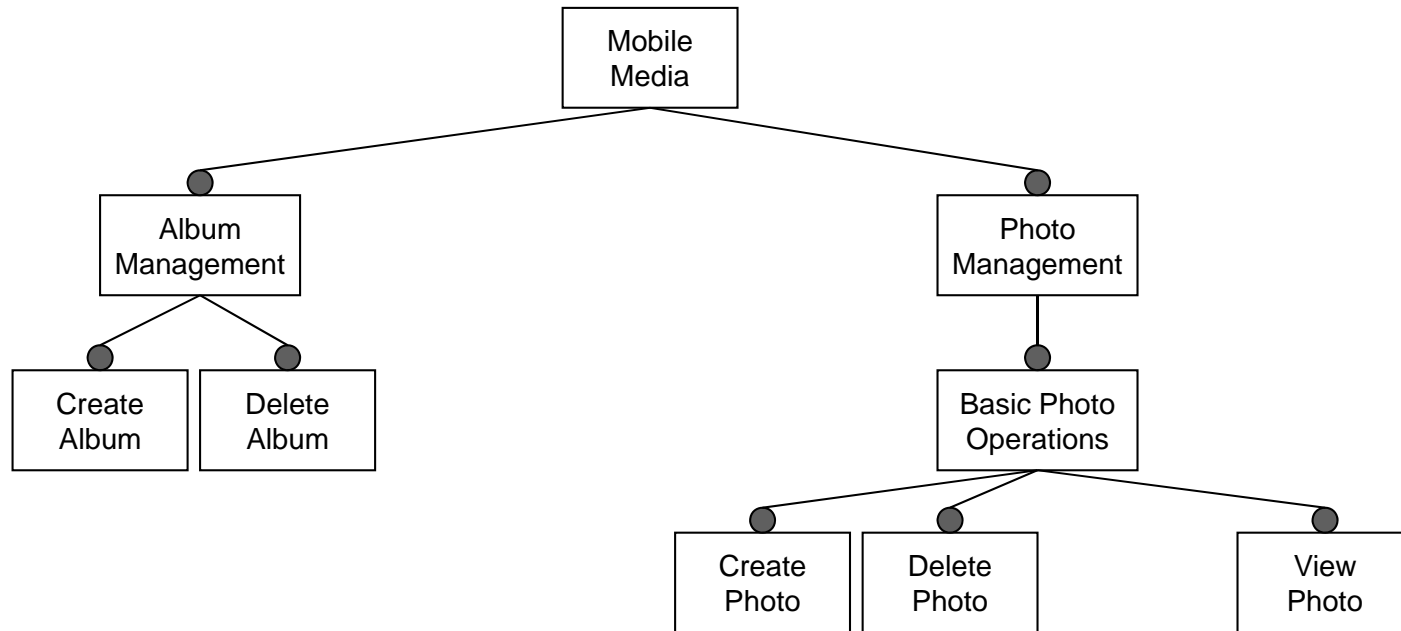 Mobile
Media
Album
Management
Photo
Management
Create
Album
Delete
Album
Basic Photo
Operations
Create
Photo
Delete
Photo
View
Photo